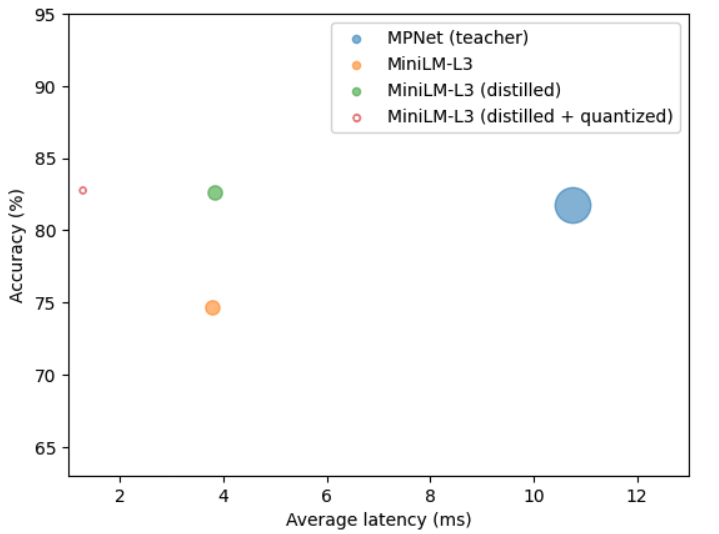 95
90
85
80
75
70
65
Accuracy (%)
MPNet (teacher)
MiniLM-L3
MiniLM-L3 (distilled)
MiniLM-L3 (distilled + quantized)
2 4 6 8 10 12
Average latency (ms)